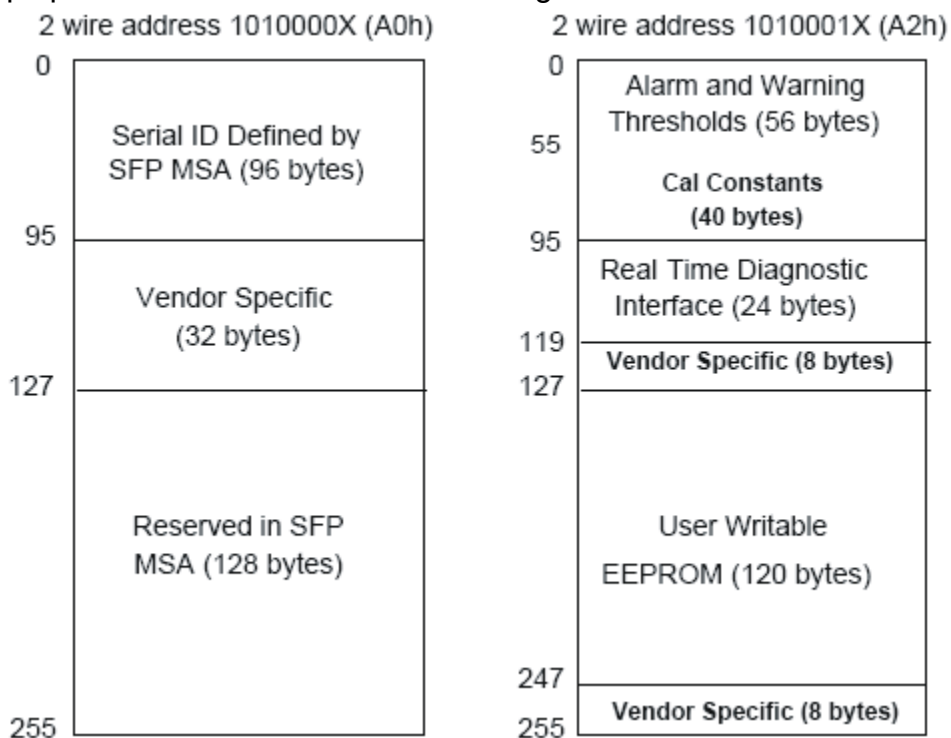 2 wire address 1010000X (A0h)
0
Serial ID Defined by
SFP MSA (96 bytes)
95
Vendor Specific
(32 bytes)
127
Reserved in SFP
MSA (128 bytes)
255
2 wire address 1010001X (A2h)
0
Alarm and Warning
Thresholds (56 bytes)
55
Cal Constants
(40 bytes)
95
Real Time Diagnostic
Interface (24 bytes)
119
Vendor Specific (8 bytes)
127
User Writable
EEPROM (120 bytes)
247
Vendor Specific (8 bytes)
255